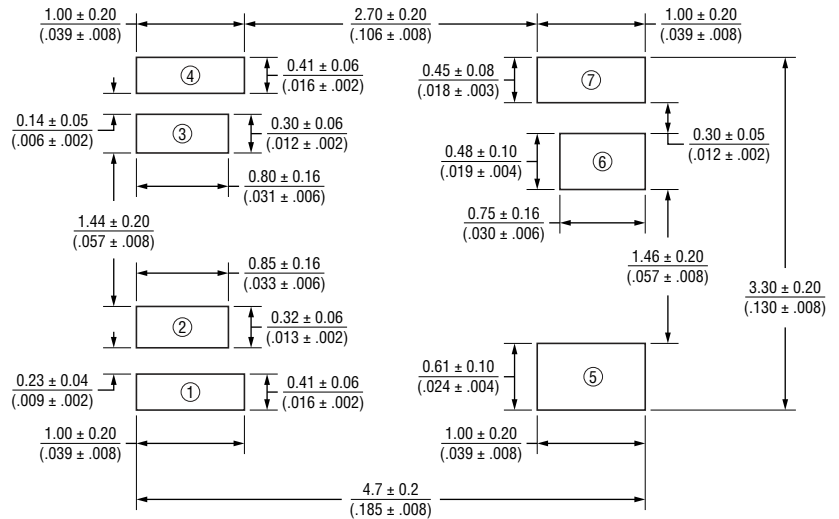 1.00 ± 0.20
(.039 ± .008)
2.70 ± 0.20
(.106 ± .008)
1.00 ± 0.20
(.039 ± .008)
④
0.41 ± 0.06
(.016 ± .002)
0.45 ± 0.08
(.018 ± .003)
⑦
0.14 ± 0.05
(.006 ± .002)
③
0.30 ± 0.06
(.012 ± .002)
0.48 ± 0.10
(.019 ± .004)
⑥
0.30 ± 0.05
(.012 ± .002)
0.80 ± 0.16
(.031 ± .006)
1.44 ± 0.20
(.057 ± .008)
0.75 ± 0.16
(.030 ± .006)
0.85 ± 0.16
(.033 ± .006)
1.46 ± 0.20
(.057 ± .008)
3.30 ± 0.20
(.130 ± .008)
②
0.32 ± 0.06
(.013 ± .002)
0.23 ± 0.04
(.009 ± .002)
①
0.41 ± 0.06
(.016 ± .002)
0.61 ± 0.10
(.024 ± .004)
⑤
1.00 ± 0.20
(.039 ± .008)
1.00 ± 0.20
(.039 ± .008)
4.7 ± 0.2
(.185 ± .008)